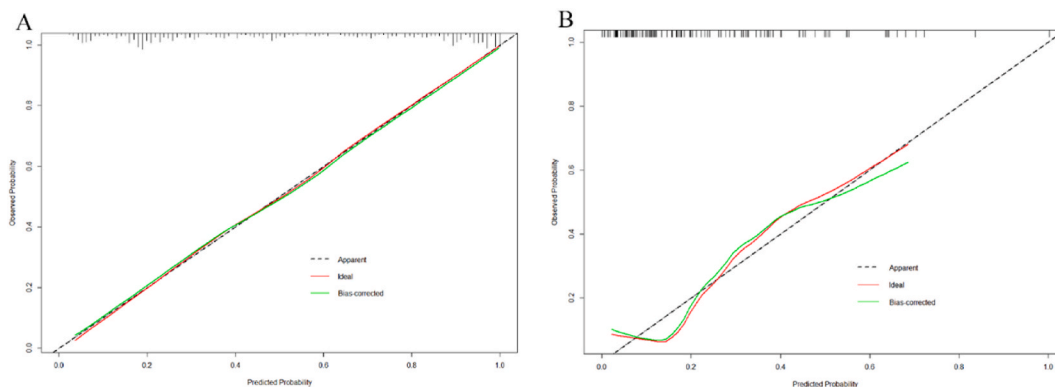 A
1.0
0.8
0.6
0.4
0.2
0.0
Observed Probability
Apparent
Ideal
Bias-corrected
0.0 0.2 0.4 0.6 0.8 1.0
Predicted Probability
B
1.0
0.8
0.6
0.4
0.2
Observed Probability
Apparent
Ideal
Bias-corrected
0.0 0.2 0.4 0.6 0.8 1.0
Predicted Probability